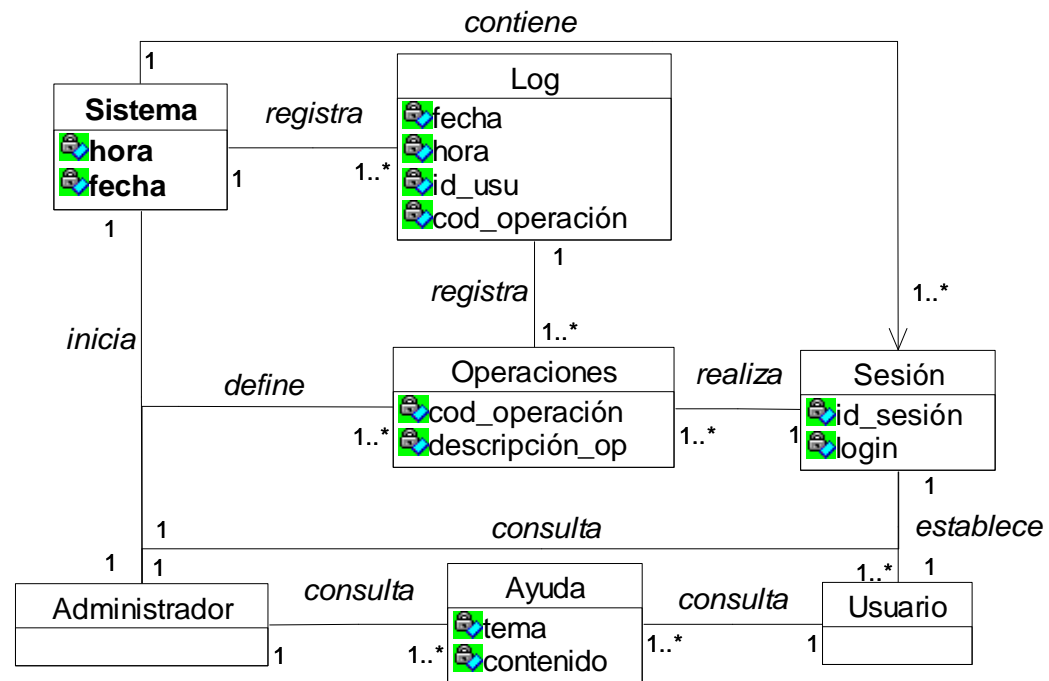 contiene
1
1
Sistema
hora
fecha
registra
1
1..*
Log
fecha
hora
id_usu
cod_operación
1
1
registra
1..*
1..*
inicia
define
1..*
Operaciones
cod_operación
descripción_op
realiza
1..*
1
Sesión
id_sesión
login
1
establece
1
consulta
1
1
1..*
1
Administrador
consulta
1
1..*
Ayuda
tema
contenido
consulta
1..*
1
Usuario